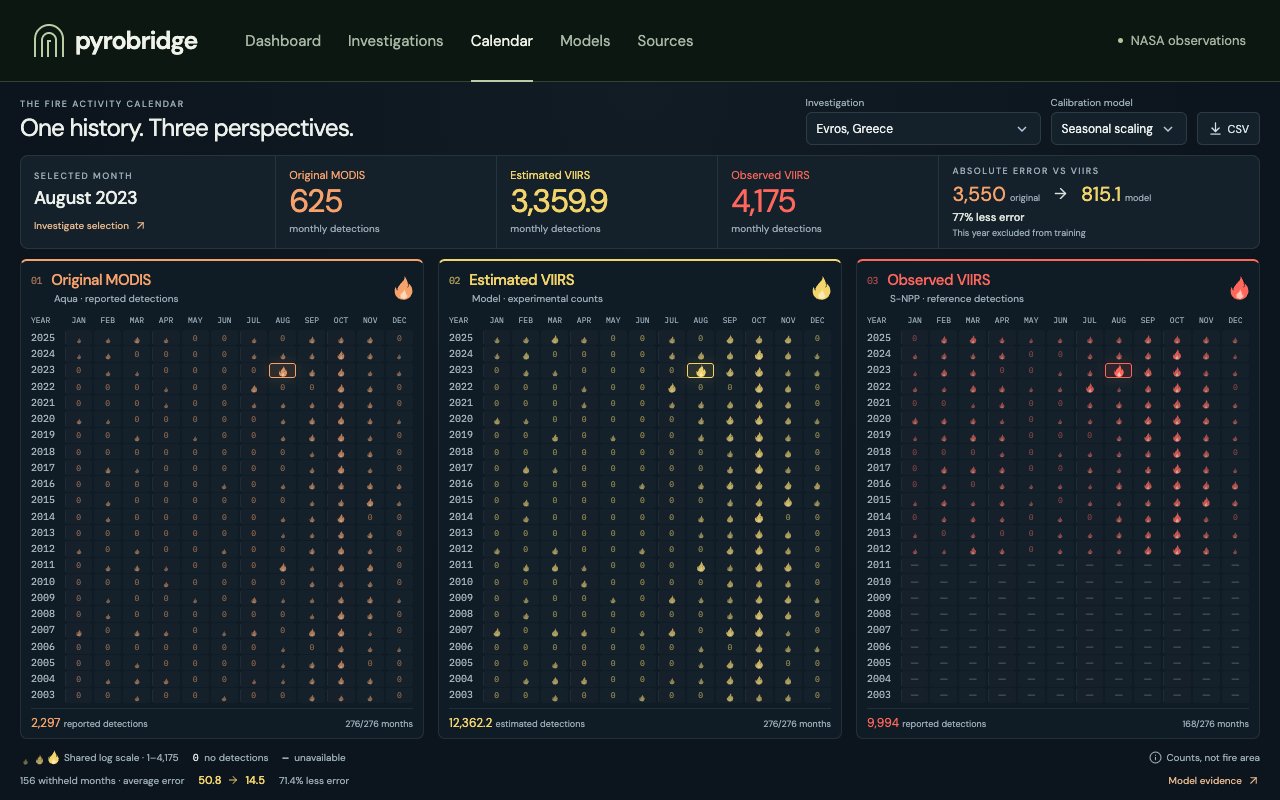 pyrobridge
Dashboard Investigations Calendar Models Sources
NASA observations
THE FIRE ACTIVITY CALENDAR
One history. Three perspectives.
Investigation
Evros, Greece
Calibration model
Seasonal scaling
CSV
SELECTED MONTH
August 2023
Investigate selection
Original MODIS
625
monthly detections
Estimated VIIRS
3,359.9
monthly detections
Observed VIIRS
4,175
monthly detections
ABSOLUTE ERROR VS VIIRS
3,550 original → 815.1 model
77% less error
This year excluded from training
01 Original MODIS
Aqua · reported detections
YEAR JAN FEB MAR APR MAY JUN JUL AUG SEP OCT NOV DEC
2025
2024
2023
2022
2021
2020
2019
2018
2017
2016
2015
2014
2013
2012
2011
2010
2009
2008
2007
2006
2005
2004
2003
2,297 reported detections 276/276 months
02 Estimated VIIRS
Model · experimental counts
YEAR JAN FEB MAR APR MAY JUN JUL AUG SEP OCT NOV DEC
2025
2024
2023
2022
2021
2020
2019
2018
2017
2016
2015
2014
2013
2012
2011
2010
2009
2008
2007
2006
2005
2004
2003
12,362.2 estimated detections 276/276 months
03 Observed VIIRS
S-NPP · reference detections
YEAR JAN FEB MAR APR MAY JUN JUL AUG SEP OCT NOV DEC
2025
2024
2023
2022
2021
2020
2019
2018
2017
2016
2015
2014
2013
2012
2011 — — — — — — — — — — — —
2010 — — — — — — — — — — — —
2009 — — — — — — — — — — — —
2008 — — — — — — — — — — — —
2007 — — — — — — — — — — — —
2006 — — — — — — — — — — — —
2005 — — — — — — — — — — — —
2004 — — — — — — — — — — — —
2003 — — — — — — — — — — — —
9,994 reported detections 168/168 months
Shared log scale · 1–4,175 0 no detections — unavailable
Counts, not fire area
156 withheld months · average error 50.8 → 14.5 71.4% less error
Model evidence